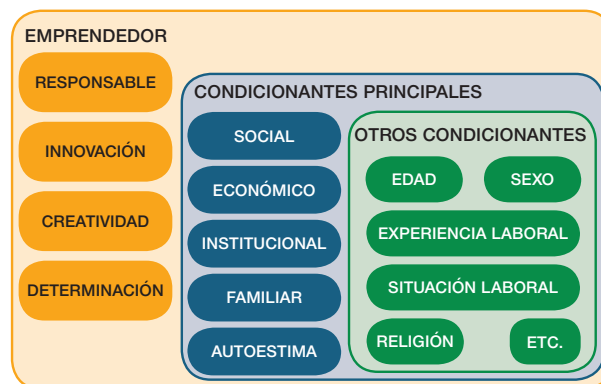 EMPRENDEDOR
RESPONSABLE
INNOVACIÓN
CREATIVIDAD
DETERMINACIÓN
CONDICIONANTES PRINCIPALES
SOCIAL
ECONÓMICO
INSTITUCIONAL
FAMILIAR
AUTOESTIMA
OTROS CONDICIONANTES
EDAD
SEXO
EXPERIENCIA LABORAL
SITUACIÓN LABORAL
RELIGIÓN
ETC.